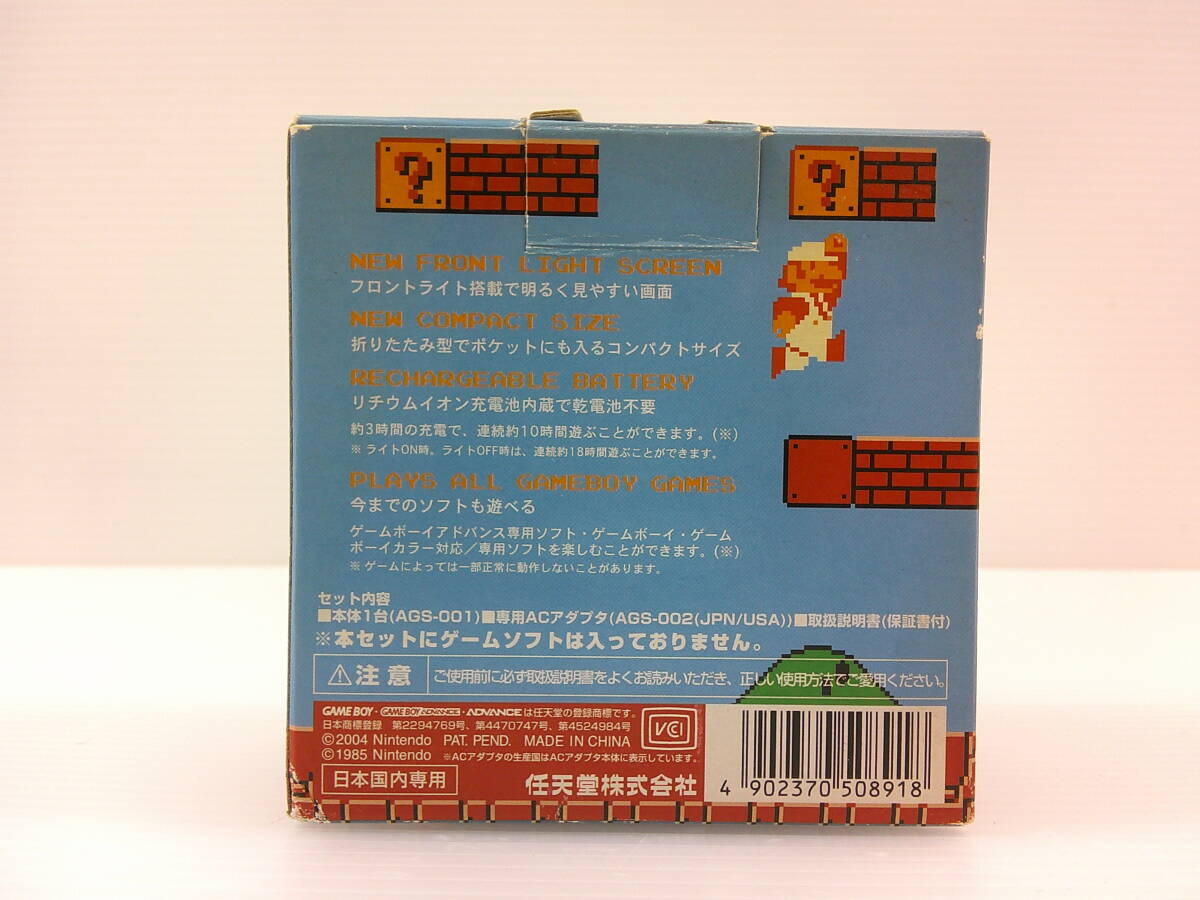 ?
?
NEW FRONT LIGHT SCREEN
フロントライト搭載で明るく見やすい画面
NEW COMPACT SIZE
折りたたみ型でポケットにも入るコンパクトサイズ
RECHARGEABLE BATTERY
リチウムイオン充電池内蔵で乾電池不要
約3時間の充電で、連続約10時間遊ぶことができます。(※)
※ ライトON時。ライトOFF時は、連続約18時間遊ぶことができます。
PLAYS ALL GAMEBOY GAMES
今までのソフトも遊べる
ゲームボーイアドバンス専用ソフト・ゲームボーイ・ゲーム
ボーイカラー対応／専用ソフトを楽しむことができます。(※)
※ ゲームによっては一部正常に動作しないことがあります。
セット内容
■本体1台(AGS-001)■専用ACアダプタ(AGS-002(JPN/USA))■取扱説明書(保証書付)
※本セットにゲームソフトは入っておりません。
⚠注意 ご使用前に必ず取扱説明書をよくお読みいただき、正しい使用方法でご愛用ください。
GAME BOY・GAME BOY ADVANCE・ADVANCEは任天堂の登録商標です。
日本商標登録 第2294769号、第4470747号、第4524984号
©2004 Nintendo PAT. PEND. MADE IN CHINA
©1985 Nintendo ※ACアダプタの生産国はACアダプタ本体に表示しています。
VCI
日本国内専用
任天堂株式会社
4 902370 508918